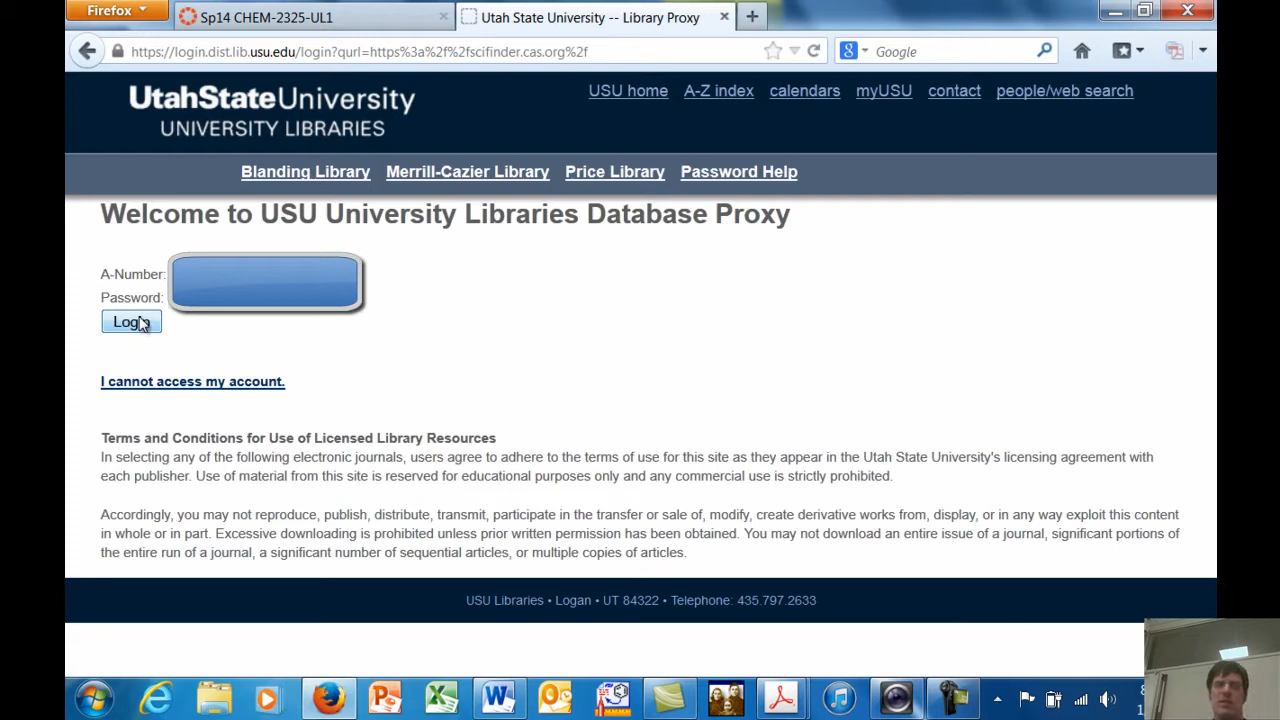 Firefox
Sp14 CHEM-2325-UL1
Utah State University -- Library Proxy
https://login.dist.lib.usu.edu/login?qurl=https%3a%2f%2fscifinder.cas.org%2f
Google
UtahStateUniversity
UNIVERSITY LIBRARIES
USU home A-Z index calendars myUSU contact people/web search
Blanding Library Merrill-Cazier Library Price Library Password Help
Welcome to USU University Libraries Database Proxy
A-Number:
Password:
Login
I cannot access my account.
Terms and Conditions for Use of Licensed Library Resources
In selecting any of the following electronic journals, users agree to adhere to the terms of use for this site as they appear in the Utah State University's licensing agreement with
each publisher. Use of material from this site is reserved for educational purposes only and any commercial use is strictly prohibited.
Accordingly, you may not reproduce, publish, distribute, transmit, participate in the transfer or sale of, modify, create derivative works from, display, or in any way exploit this content
in whole or in part. Excessive downloading is prohibited unless prior written permission has been obtained. You may not download an entire issue of a journal, significant portions of
the entire run of a journal, a significant number of sequential articles, or multiple copies of articles.
USU Libraries • Logan • UT 84322 • Telephone: 435.797.2633